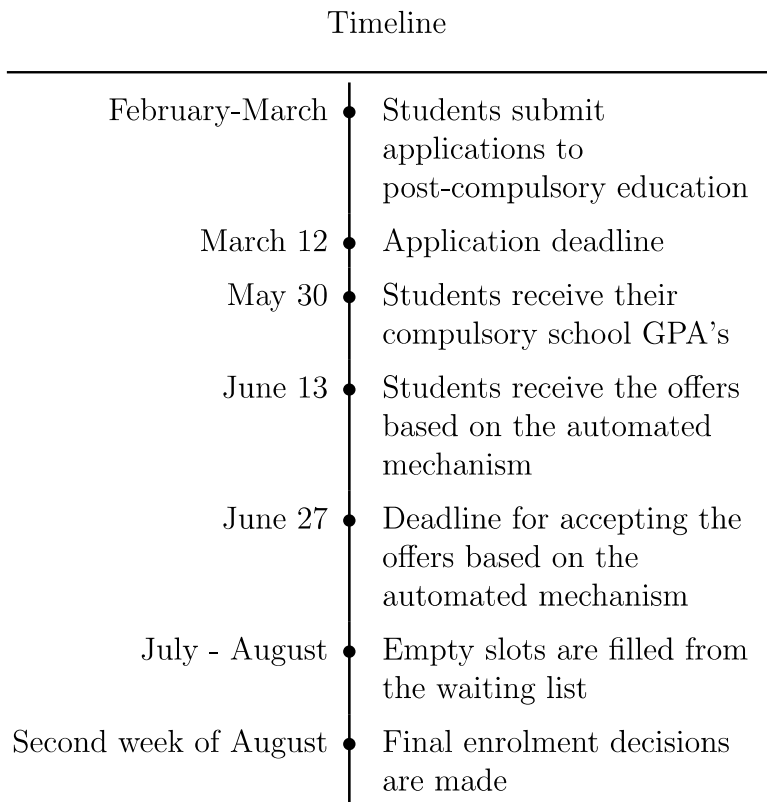 Timeline
February-March
Students submit
applications to
post-compulsory education
March 12
Application deadline
May 30
Students receive their
compulsory school GPA's
June 13
Students receive the offers
based on the automated
mechanism
June 27
Deadline for accepting the
offers based on the
automated mechanism
July - August
Empty slots are filled from
the waiting list
Second week of August
Final enrolment decisions
are made